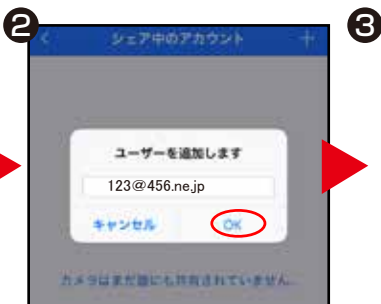 ❷
❸
< シェア中のアカウント +
ユーザーを追加します
123@456.ne.jp
キャンセル OK
カメラはまだ誰にも共有されていません。